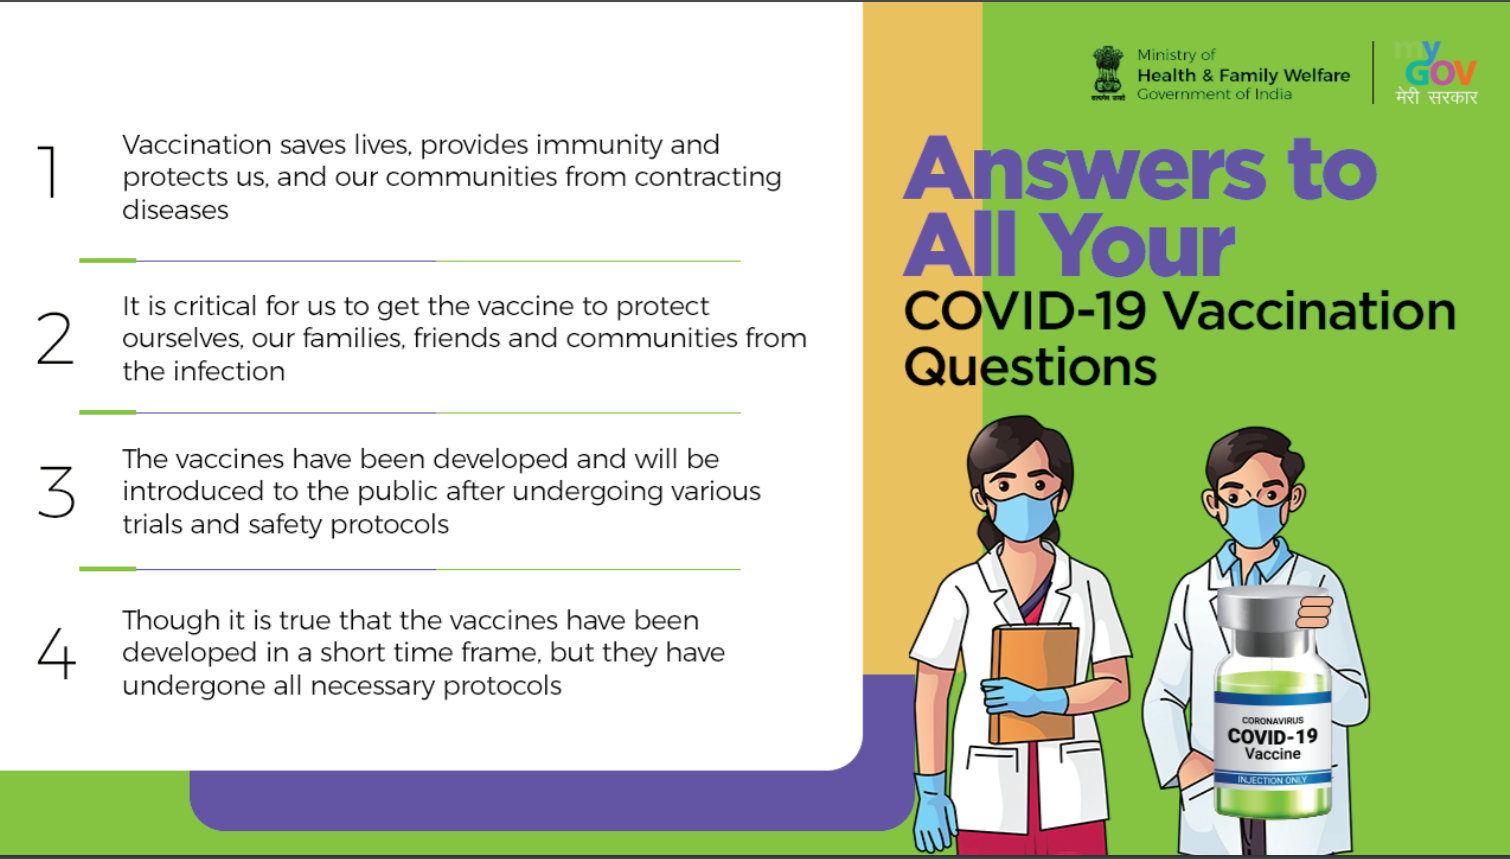 Ministry of
Health & Family Welfare
Government of India
सत्यमेव जयते
my
GOV
मेरी सरकार
Answers to
All Your
COVID-19 Vaccination
Questions
1
Vaccination saves lives, provides immunity and
protects us, and our communities from contracting
diseases
2
It is critical for us to get the vaccine to protect
ourselves, our families, friends and communities from
the infection
3
The vaccines have been developed and will be
introduced to the public after undergoing various
trials and safety protocols
4
Though it is true that the vaccines have been
developed in a short time frame, but they have
undergone all necessary protocols
CORONAVIRUS
COVID-19
Vaccine
INJECTION ONLY